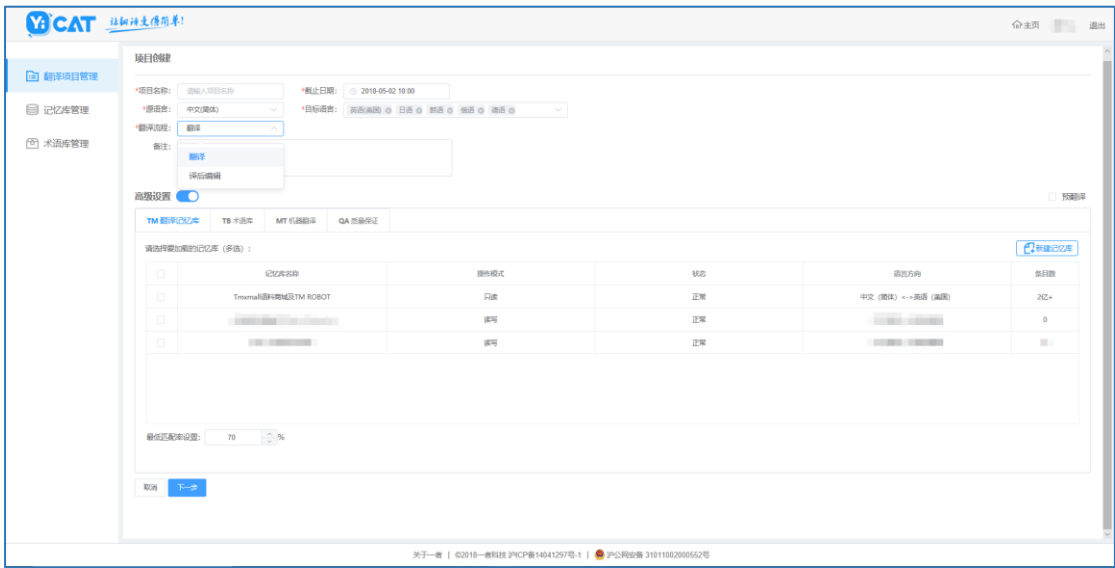 YiCAT 让翻译变得简单!
主页 退出
翻译项目管理
记忆库管理
术语库管理
项目创建
*项目名称: 请输入项目名称 *截止日期: 2018-05-02 10:00
*源语言: 中文(简体) *目标语言: 英语(美国) 日语 韩语 俄语 德语
*翻译流程: 翻译
备注:
翻译
译后编辑
高级设置 预翻译
TM 翻译记忆库 TB 术语库 MT 机器翻译 QA 质量保证
请选择要加载的记忆库（多选）: 新建记忆库
记忆库名称 操作模式 状态 语言方向 条目数
Tmxmall语料商城及TM ROBOT 只读 正常 中文（简体）<->英语（美国） 2亿+
读写 正常 0
读写 正常
最低匹配率设置: 70 %
取消 下一步
关于一者 | ©2018一者科技 沪ICP备14041297号-1 | 沪公网安备 31011002000552号